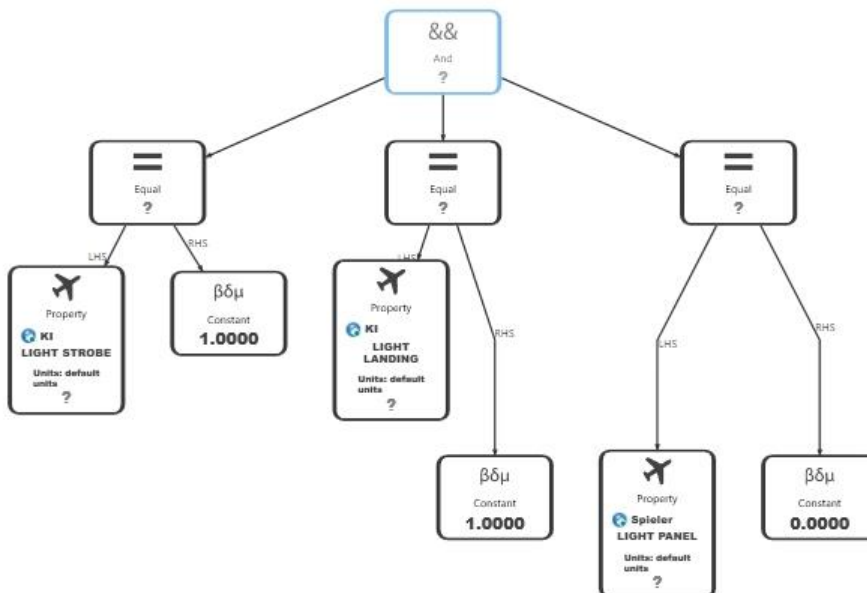 &&
And
?
=
Equal
?
=
Equal
?
=
Equal
?
LHS
RHS
LHS
RHS
LHS
RHS
Property
KI
LIGHT STROBE
Units: default
units
?
βδμ
Constant
1.0000
Property
KI
LIGHT
LANDING
Units: default
units
?
βδμ
Constant
1.0000
Property
Spieler
LIGHT PANEL
Units: default
units
?
βδμ
Constant
0.0000